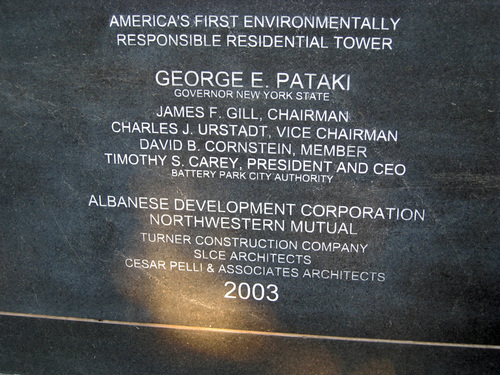 AMERICA'S FIRST ENVIRONMENTALLY
RESPONSIBLE RESIDENTIAL TOWER
GEORGE E. PATAKI
GOVERNOR NEW YORK STATE
JAMES F. GILL, CHAIRMAN
CHARLES J. URSTADT, VICE CHAIRMAN
DAVID B. CORNSTEIN, MEMBER
TIMOTHY S. CAREY, PRESIDENT AND CEO
BATTERY PARK CITY AUTHORITY
ALBANESE DEVELOPMENT CORPORATION
NORTHWESTERN MUTUAL
TURNER CONSTRUCTION COMPANY
SLCE ARCHITECTS
CESAR PELLI & ASSOCIATES ARCHITECTS
2003